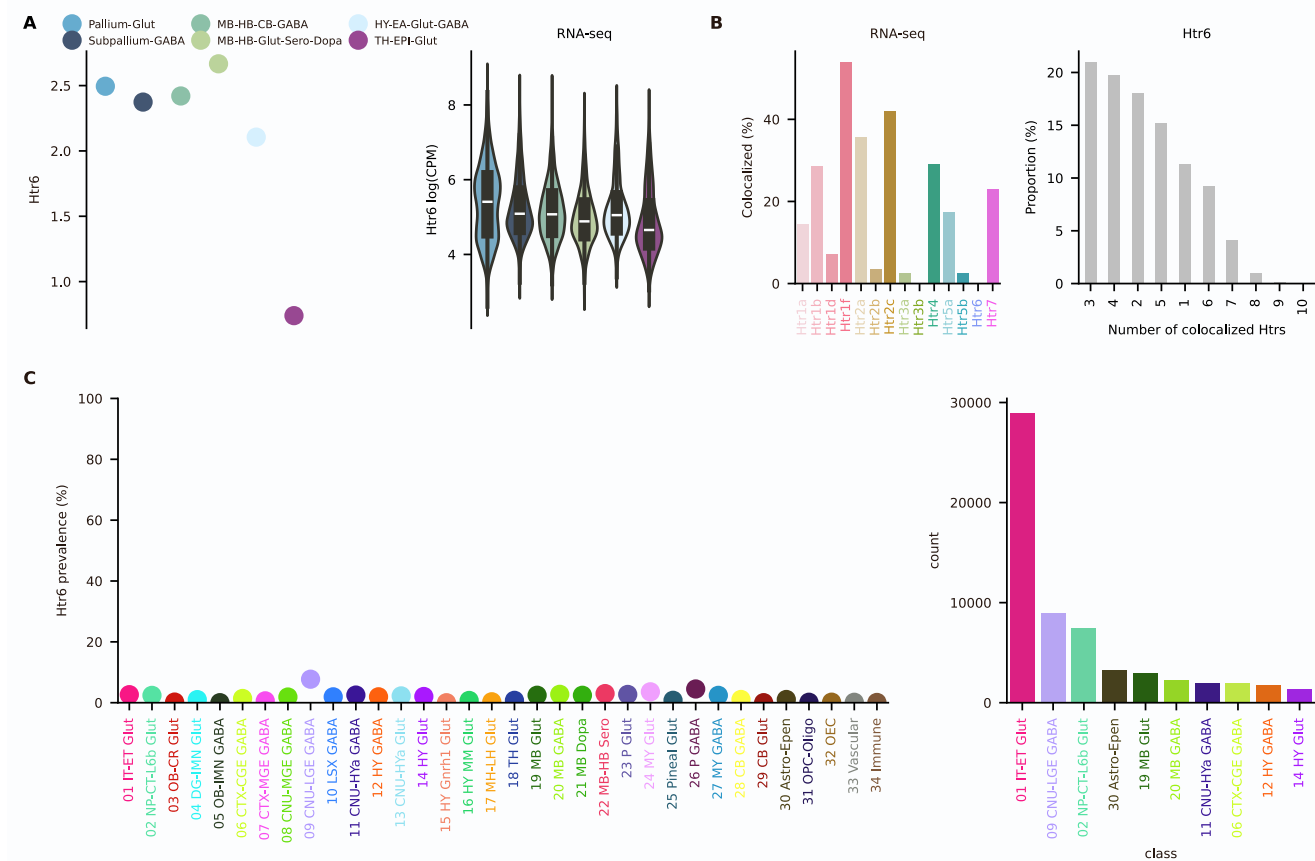 A
Pallium-Glut
MB-HB-CB-GABA
HY-EA-Glut-GABA
Subpallium-GABA
MB-HB-Glut-Sero-Dopa
TH-EPI-Glut
Htr6
2.5
2.0
1.5
1.0
RNA-seq
Htr6 log(CPM)
8
6
4
B
RNA-seq
Colocalized (%)
40
20
0
Htr1a
Htr1b
Htr1d
Htr1f
Htr2a
Htr2b
Htr2c
Htr3a
Htr3b
Htr4
Htr5a
Htr5b
Htr6
Htr7
Htr6
Proportion (%)
20
15
10
5
0
3
4
2
5
1
6
7
8
9
10
Number of colocalized Htrs
C
Htr6 prevalence (%)
100
80
60
40
20
0
01 IT-ET Glut
02 NP-CT-L6b Glut
03 OB-CR Glut
04 DG-IMN Glut
05 OB-IMN GABA
06 CTX-CGE GABA
07 CTX-MGE GABA
08 CNU-MGE GABA
09 CNU-LGE GABA
10 LSX GABA
11 CNU-HYa GABA
12 HY GABA
13 CNU-HYa Glut
14 HY Glut
15 HY Gnrh1 Glut
16 HY MM Glut
17 MH-LH Glut
18 TH Glut
19 MB Glut
20 MB GABA
21 MB Dopa
22 MB-HB Sero
23 P Glut
24 MY Glut
25 Pineal Glut
26 P GABA
27 MY GABA
28 CB GABA
29 CB Glut
30 Astro-Epen
31 OPC-Oligo
32 OEC
33 Vascular
34 Immune
count
30000
20000
10000
0
01 IT-ET Glut
09 CNU-LGE GABA
02 NP-CT-L6b Glut
30 Astro-Epen
19 MB Glut
20 MB GABA
11 CNU-HYa GABA
06 CTX-CGE GABA
12 HY GABA
14 HY Glut
class